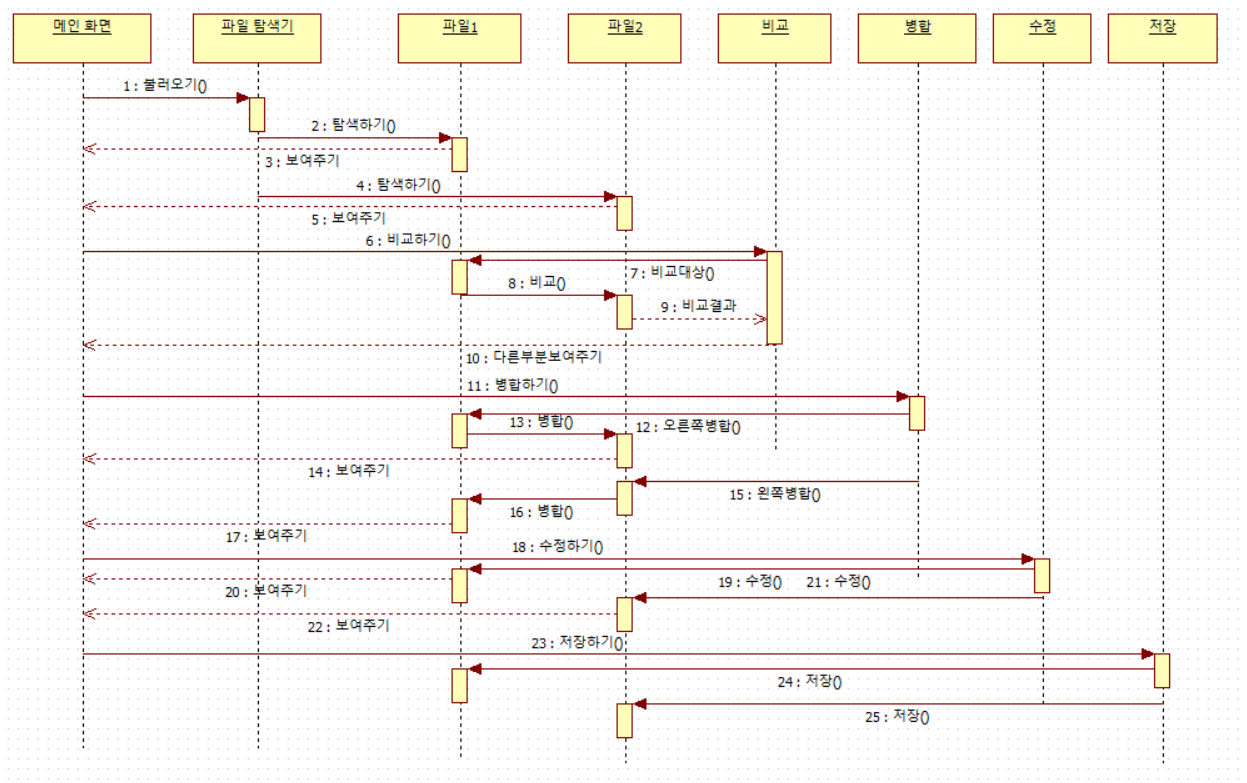 메인 화면
파일 탐색기
파일1
파일2
비교
병합
수정
저장
1 : 불러오기()
2 : 탐색하기()
3 : 보여주기
4 : 탐색하기()
5 : 보여주기
6 : 비교하기()
7 : 비교대상()
8 : 비교()
9 : 비교결과
10 : 다른부분보여주기
11 : 병합하기()
12 : 오른쪽병합()
13 : 병합()
14 : 보여주기
15 : 왼쪽병합()
16 : 병합()
17 : 보여주기
18 : 수정하기()
19 : 수정()
21 : 수정()
20 : 보여주기
22 : 보여주기
23 : 저장하기()
24 : 저장()
25 : 저장()